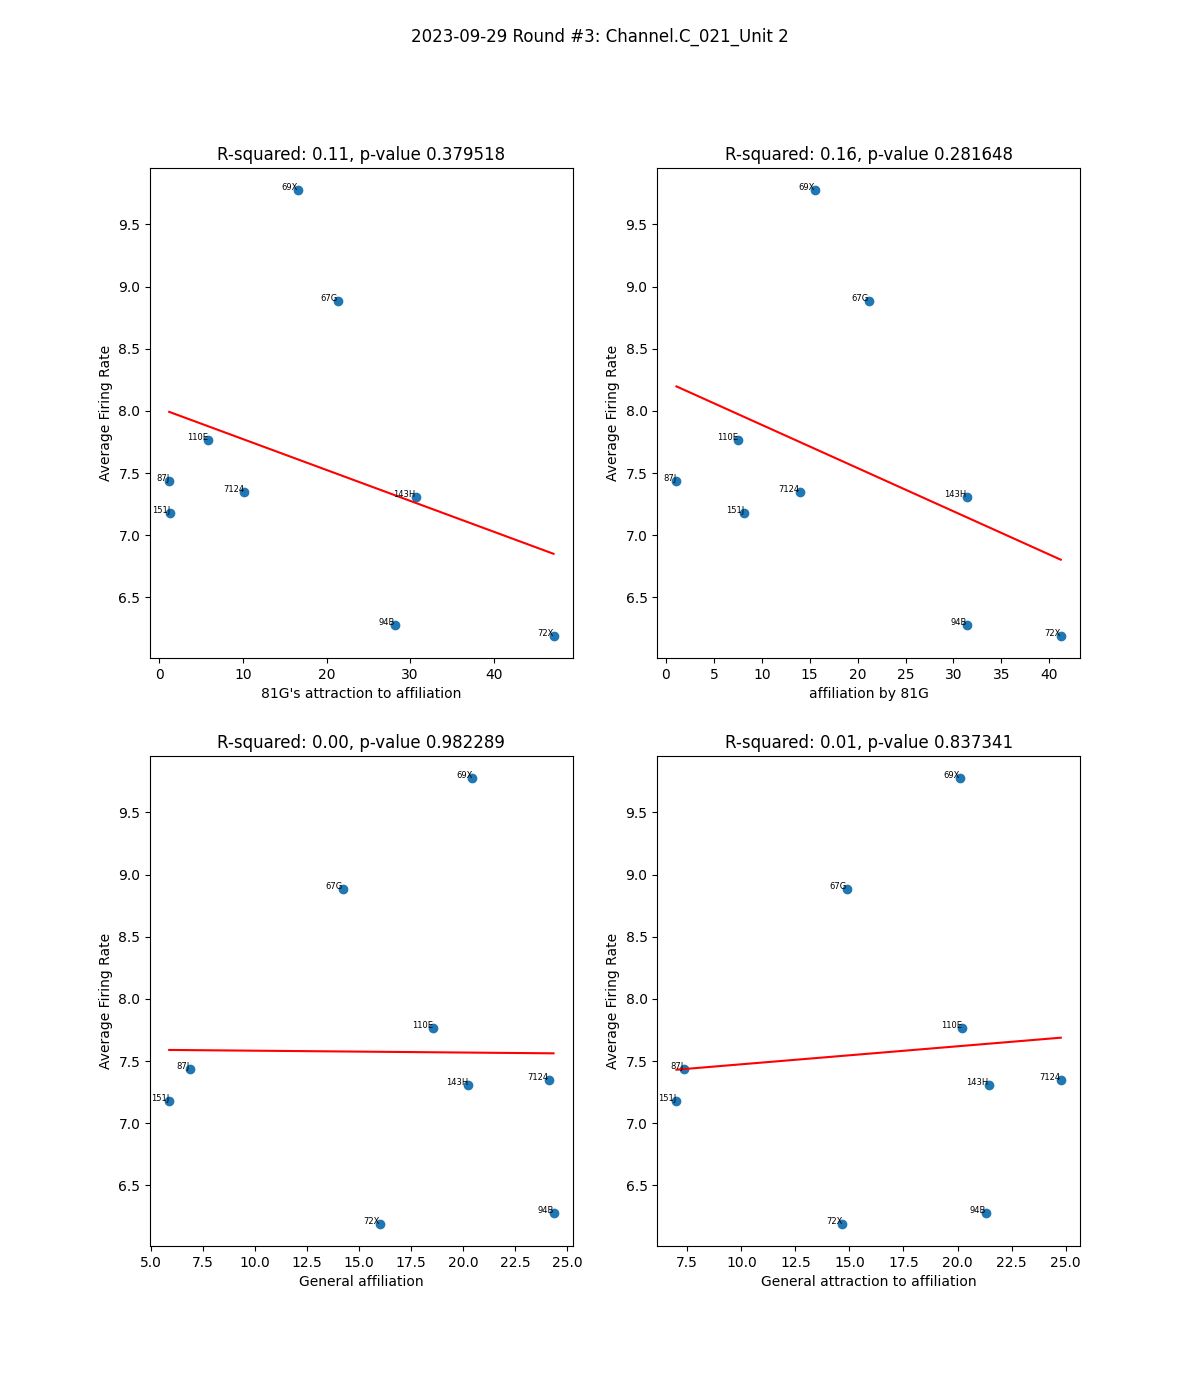 2023-09-29 Round #3: Channel.C_021_Unit 2
R-squared: 0.11, p-value 0.379518
Average Firing Rate
9.5
9.0
8.5
8.0
7.5
7.0
6.5
69X
67G
110E
87J
7124
143H
151J
94B
72X
0 10 20 30 40
81G's attraction to affiliation
R-squared: 0.16, p-value 0.281648
Average Firing Rate
9.5
9.0
8.5
8.0
7.5
7.0
6.5
69X
67G
110E
87J
7124
143H
151J
94B
72X
0 5 10 15 20 25 30 35 40
affiliation by 81G
R-squared: 0.00, p-value 0.982289
Average Firing Rate
9.5
9.0
8.5
8.0
7.5
7.0
6.5
69X
67G
110E
87J
7124
143H
151J
94B
72X
5.0 7.5 10.0 12.5 15.0 17.5 20.0 22.5 25.0
General affiliation
R-squared: 0.01, p-value 0.837341
Average Firing Rate
9.5
9.0
8.5
8.0
7.5
7.0
6.5
69X
67G
110E
87J
7124
143H
151J
94B
72X
7.5 10.0 12.5 15.0 17.5 20.0 22.5 25.0
General attraction to affiliation